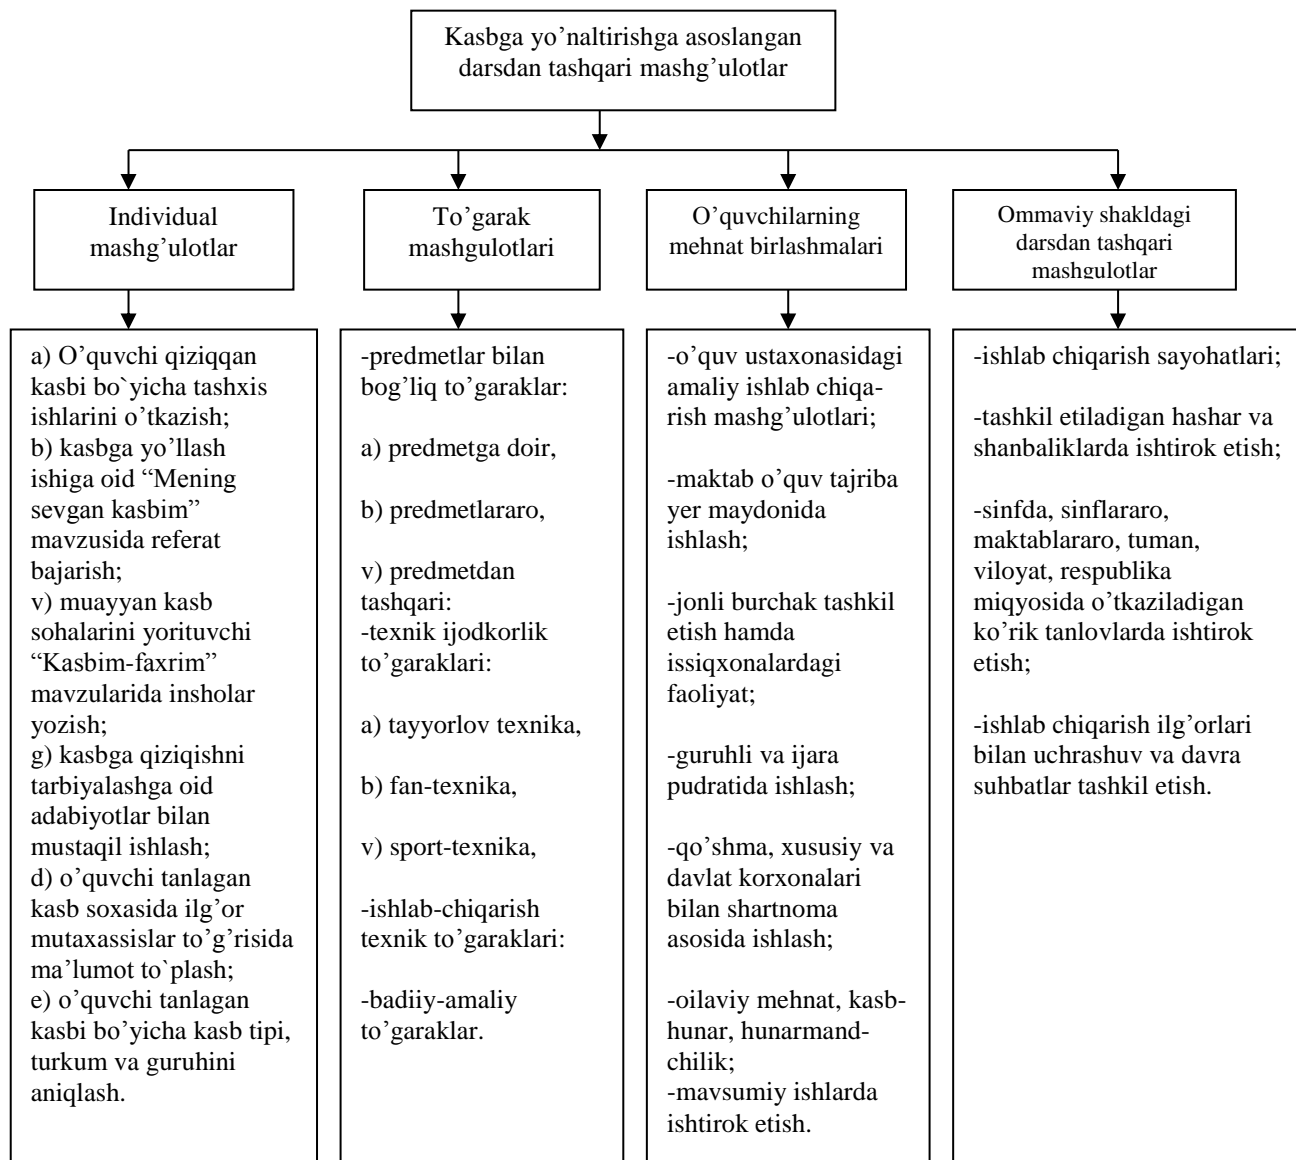 Kasbga yo’naltirishga asoslangan
darsdan tashqari mashg’ulotlar
Individual
mashg’ulotlar
To’garak
mashgulotlari
O’quvchilarning
mehnat birlashmalari
Ommaviy shakldagi
darsdan tashqari
mashgulotlar
a) O’quvchi qiziqqan
kasbi bo`yicha tashxis
ishlarini o’tkazish;
b) kasbga yo’llash
ishiga oid “Mening
sevgan kasbim”
mavzusida referat
bajarish;
v) muayyan kasb
sohalarini yorituvchi
“Kasbim-faxrim”
mavzularida insholar
yozish;
g) kasbga qiziqishni
tarbiyalashga oid
adabiyotlar bilan
mustaqil ishlash;
d) o’quvchi tanlagan
kasb soxasida ilg’or
mutaxassislar to’g’risida
ma’lumot to`plash;
e) o’quvchi tanlagan
kasbi bo’yicha kasb tipi,
turkum va guruhini
aniqlash.
-predmetlar bilan
bog’liq to’garaklar:
a) predmetga doir,
b) predmetlararo,
v) predmetdan
tashqari:
-texnik ijodkorlik
to’garaklari:
a) tayyorlov texnika,
b) fan-texnika,
v) sport-texnika,
-ishlab-chiqarish
texnik to’garaklari:
-badiiy-amaliy
to’garaklar.
-o’quv ustaxonasidagi
amaliy ishlab chiqa-
rish mashg’ulotlari;
-maktab o’quv tajriba
yer maydonida
ishlash;
-jonli burchak tashkil
etish hamda
issiqxonalardagi
faoliyat;
-guruhli va ijara
pudratida ishlash;
-qo’shma, xususiy va
davlat korxonalari
bilan shartnoma
asosida ishlash;
-oilaviy mehnat, kasb-
hunar, hunarmand-
chilik;
-mavsumiy ishlarda
ishtirok etish.
-ishlab chiqarish sayohatlari;
-tashkil etiladigan hashar va
shanbaliklarda ishtirok etish;
-sinfda, sinflararo,
maktablararo, tuman,
viloyat, respublika
miqyosida o’tkaziladigan
ko’rik tanlovlarda ishtirok
etish;
-ishlab chiqarish ilg’orlari
bilan uchrashuv va davra
suhbatlar tashkil etish.